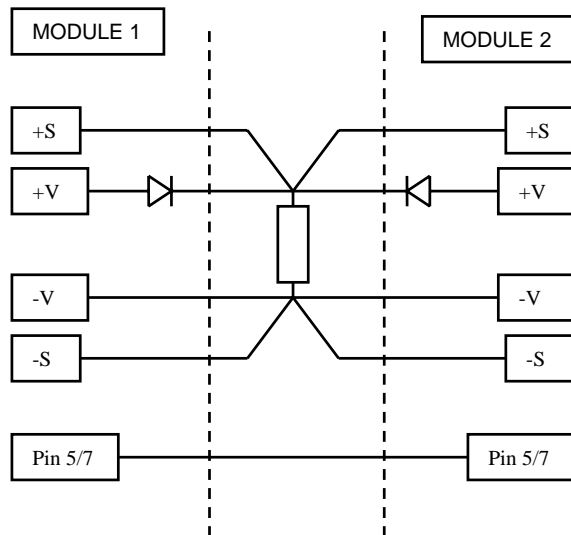 MODULE 1
MODULE 2
+S
+S
+V
+V
-V
-V
-S
-S
Pin 5/7
Pin 5/7